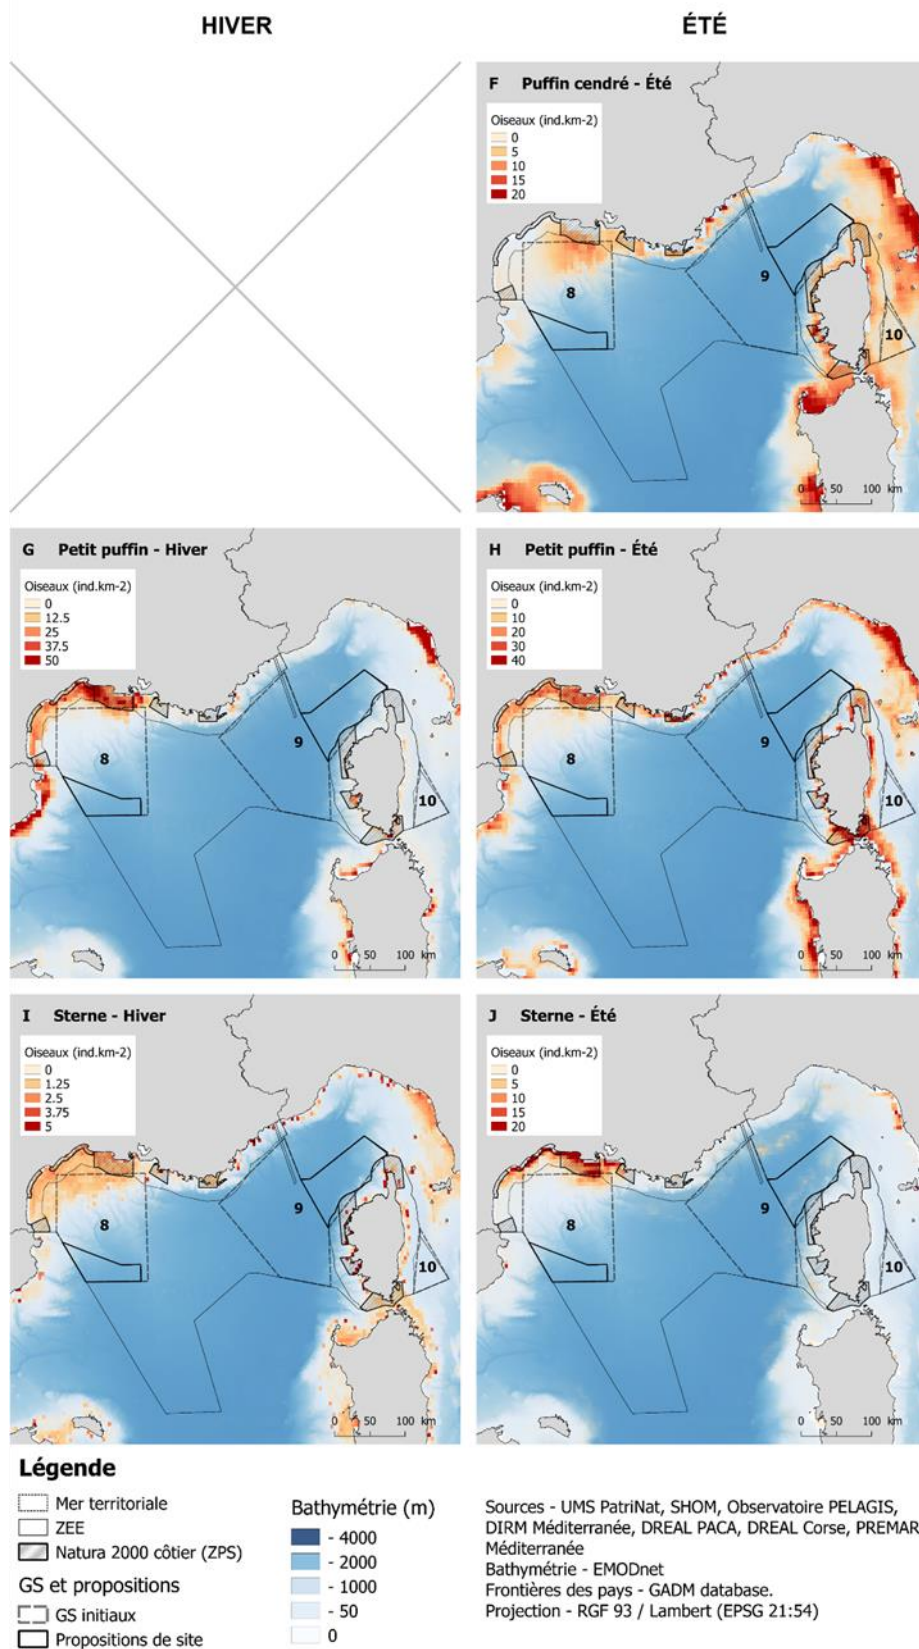 HIVER
ÉTÉ
F Puffin cendré - Été
Oiseaux (ind.km-2)
0
5
10
15
20
8
9
10
0 50 100 km
G Petit puffin - Hiver
Oiseaux (ind.km-2)
0
12.5
25
37.5
50
8
9
10
0 50 100 km
H Petit puffin - Été
Oiseaux (ind.km-2)
0
10
20
30
40
8
9
10
0 50 100 km
I Sterne - Hiver
Oiseaux (ind.km-2)
0
1.25
2.5
3.75
5
8
9
10
0 50 100 km
J Sterne - Été
Oiseaux (ind.km-2)
0
5
10
15
20
8
9
10
0 50 100 km
Légende
Mer territoriale
ZEE
Natura 2000 côtier (ZPS)
GS et propositions
GS initiaux
Propositions de site
Bathymétrie (m)
- 4000
- 2000
- 1000
- 50
0
Sources - UMS PatriNat, SHOM, Observatoire PELAGIS,
DIRM Méditerranée, DREAL PACA, DREAL Corse, PREMAR
Méditerranée
Bathymétrie - EMODnet
Frontières des pays - GADM database.
Projection - RGF 93 / Lambert (EPSG 21:54)